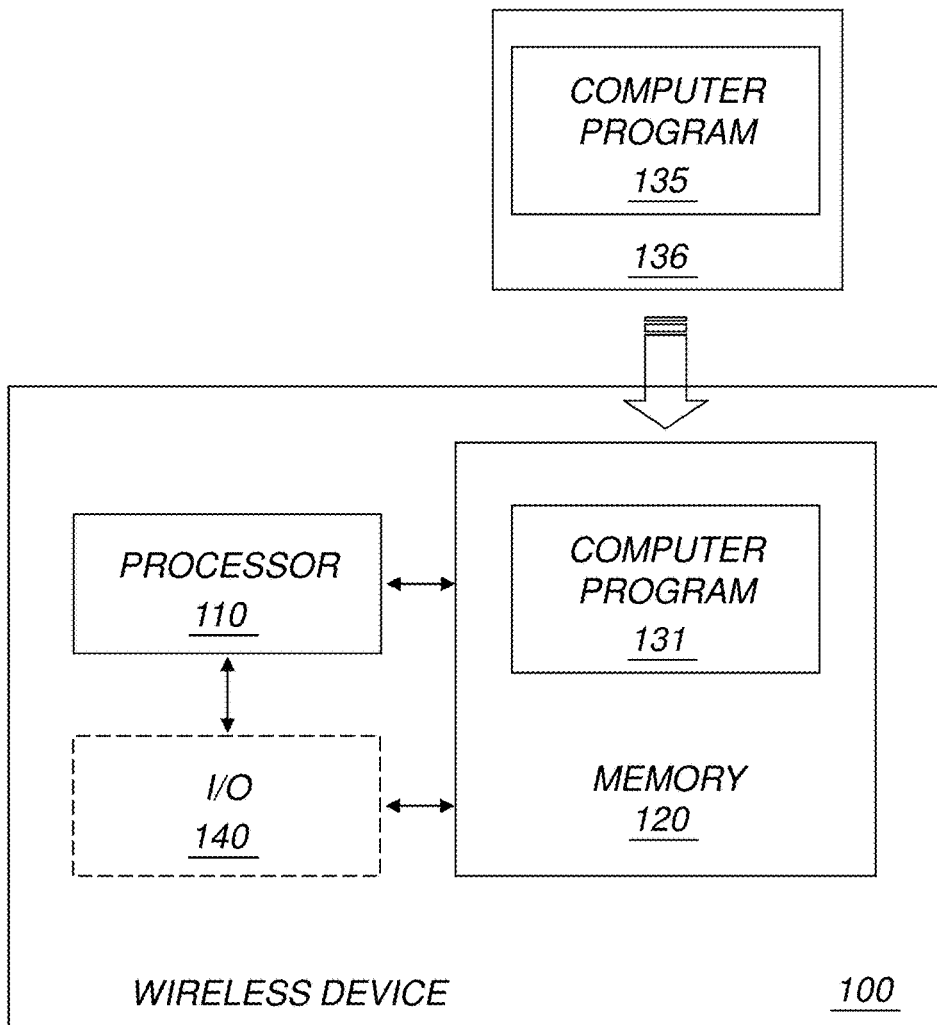 COMPUTER
PROGRAM
135
136
PROCESSOR
110
COMPUTER
PROGRAM
131
I/O
140
MEMORY
120
WIRELESS DEVICE
100